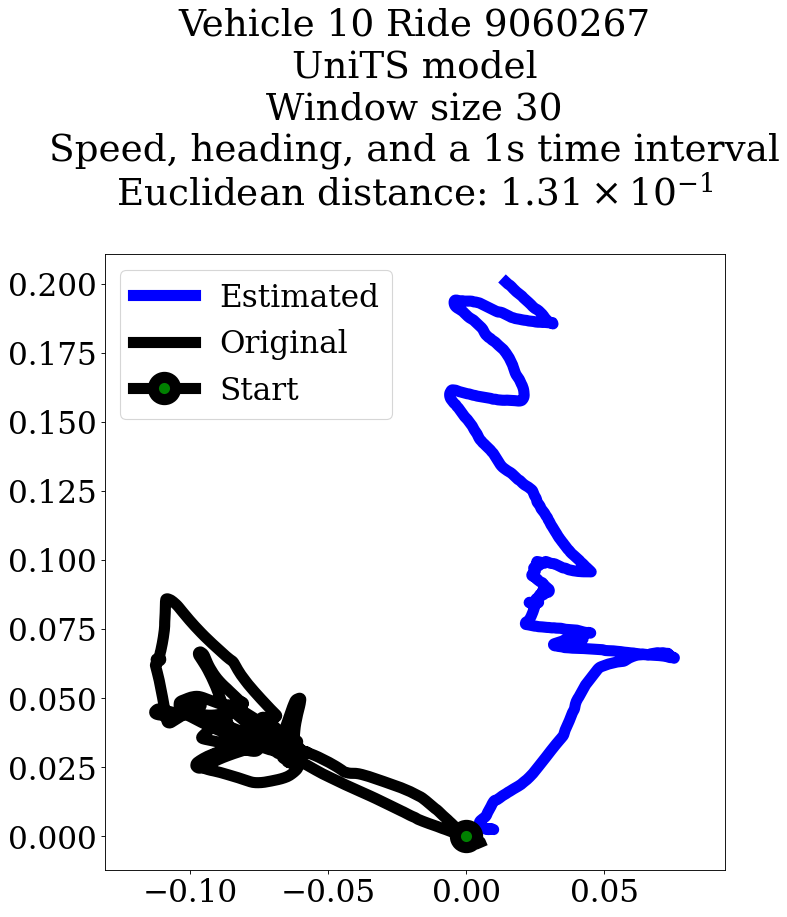 Vehicle 10 Ride 9060267
UniTS model
Window size 30
Speed, heading, and a 1s time interval
Euclidean distance: 1.31 × 10⁻¹
Estimated
Original
Start
0.200
0.175
0.150
0.125
0.100
0.075
0.050
0.025
0.000
−0.10 −0.05 0.00 0.05